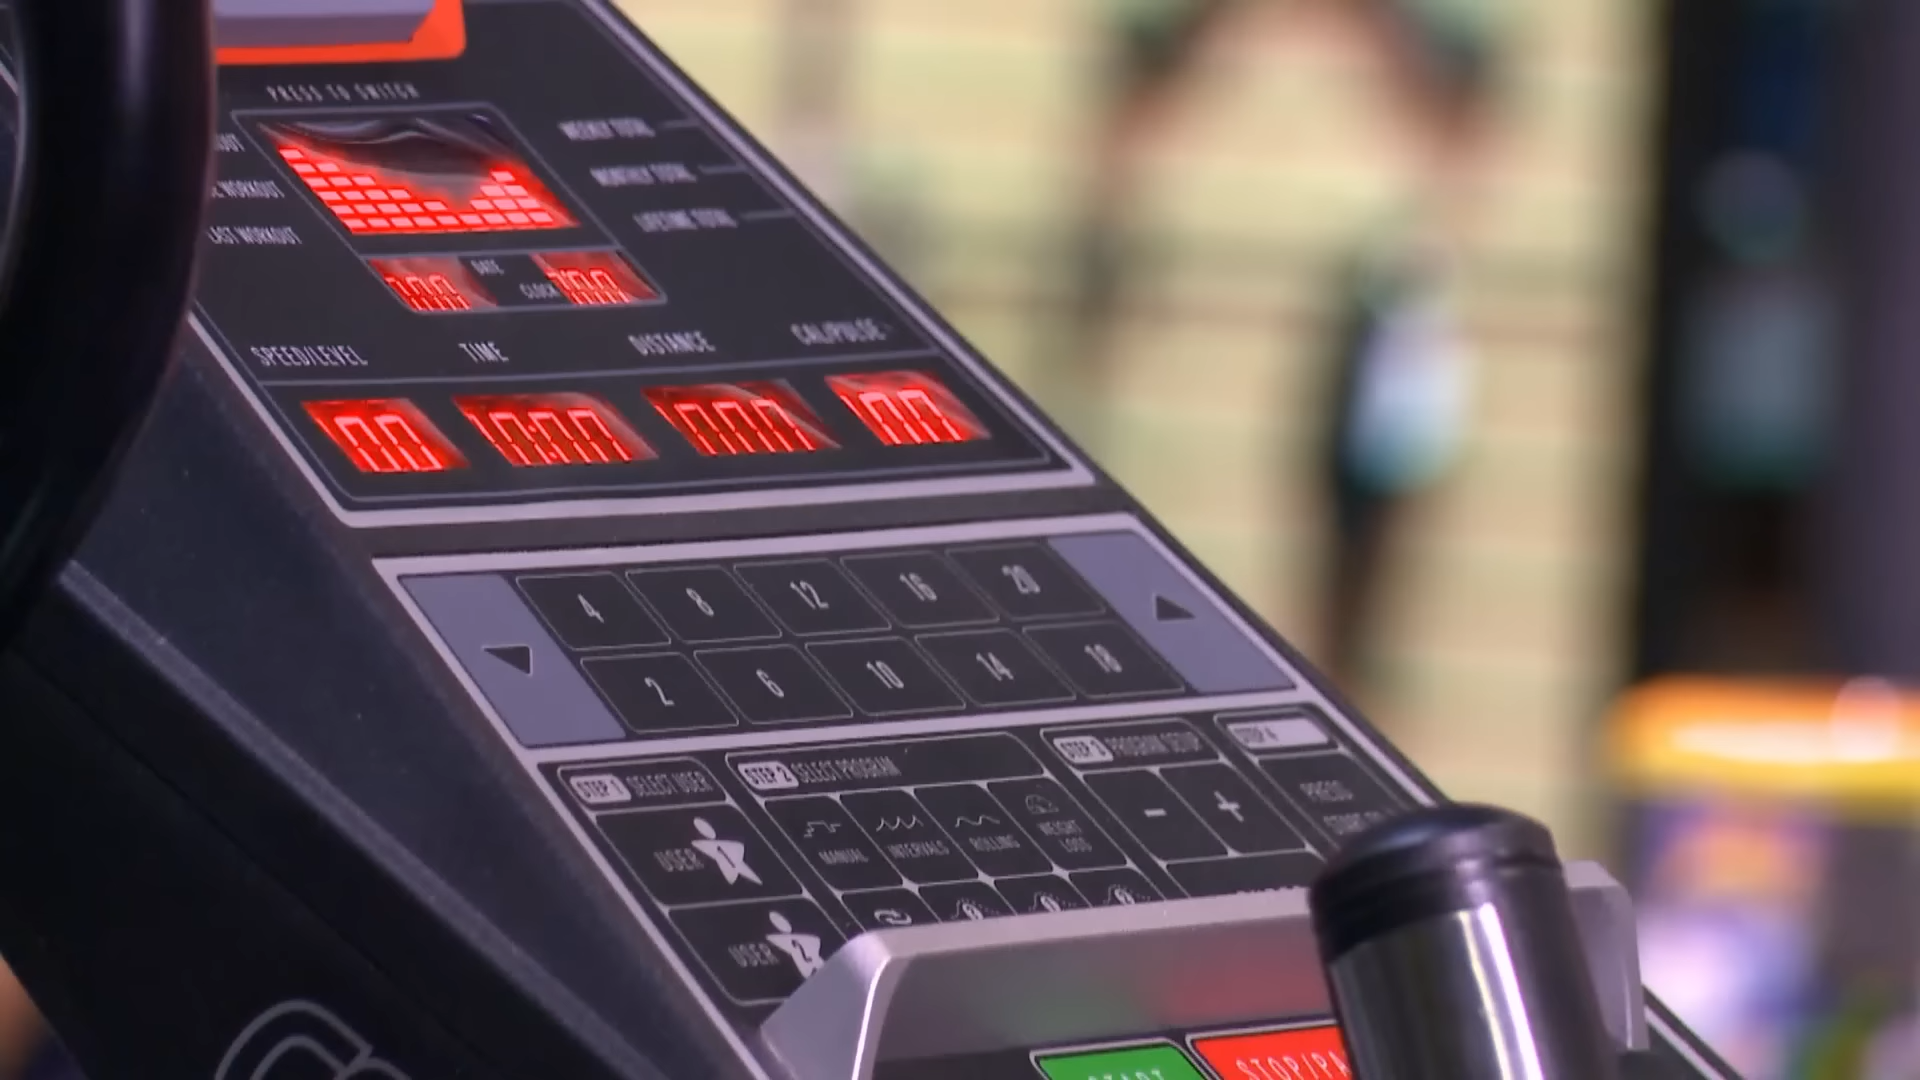 PRESS TO SWITCH
WORKOUT
LAST WORKOUT
WEEKLY TOTAL
MONTHLY TOTAL
LIFETIME TOTAL
DATE
CLOCK
SPEED/LEVEL TIME DISTANCE CAL/PULSE
4 8 12 16 20
2 6 10 14 18
STEP 1 SELECT USER
STEP 2 SELECT PROGRAM
STEP 3 PROGRAM SETUP
STEP 4
USER 1
MANUAL INTERVALS ROLLING WEIGHT LOSS
- +
PRESS
USER 2
START
STOP/PA